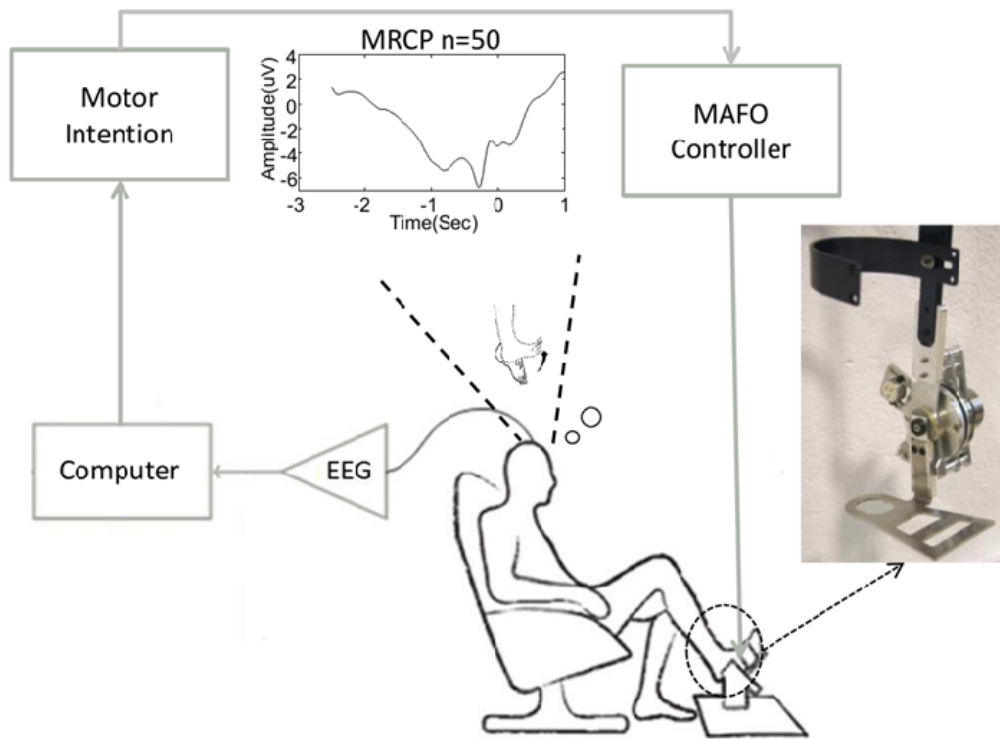 MRCP n=50
4
2
0
-2
-4
-6
Amplitude(uV)
-3 -2 -1 0 1
Time(Sec)
Motor
Intention
MAFO
Controller
Computer
EEG